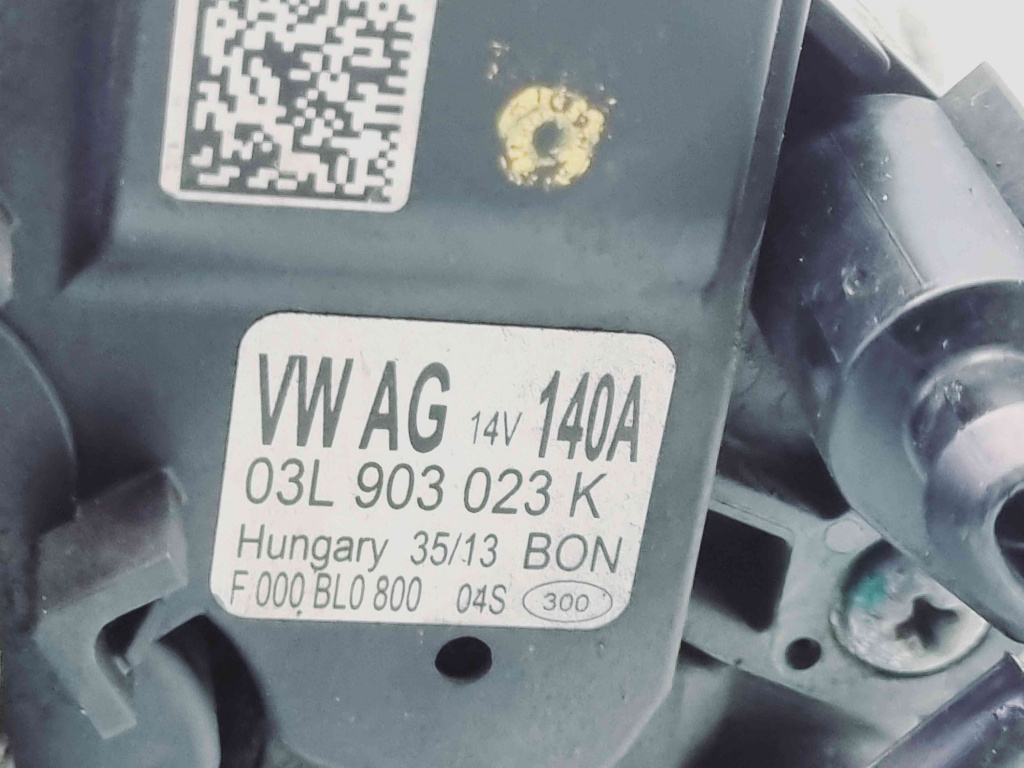 VW AG 14V 140A
03L 903 023 K
Hungary 35/13 BON
F 000 BL0 800 04S 300